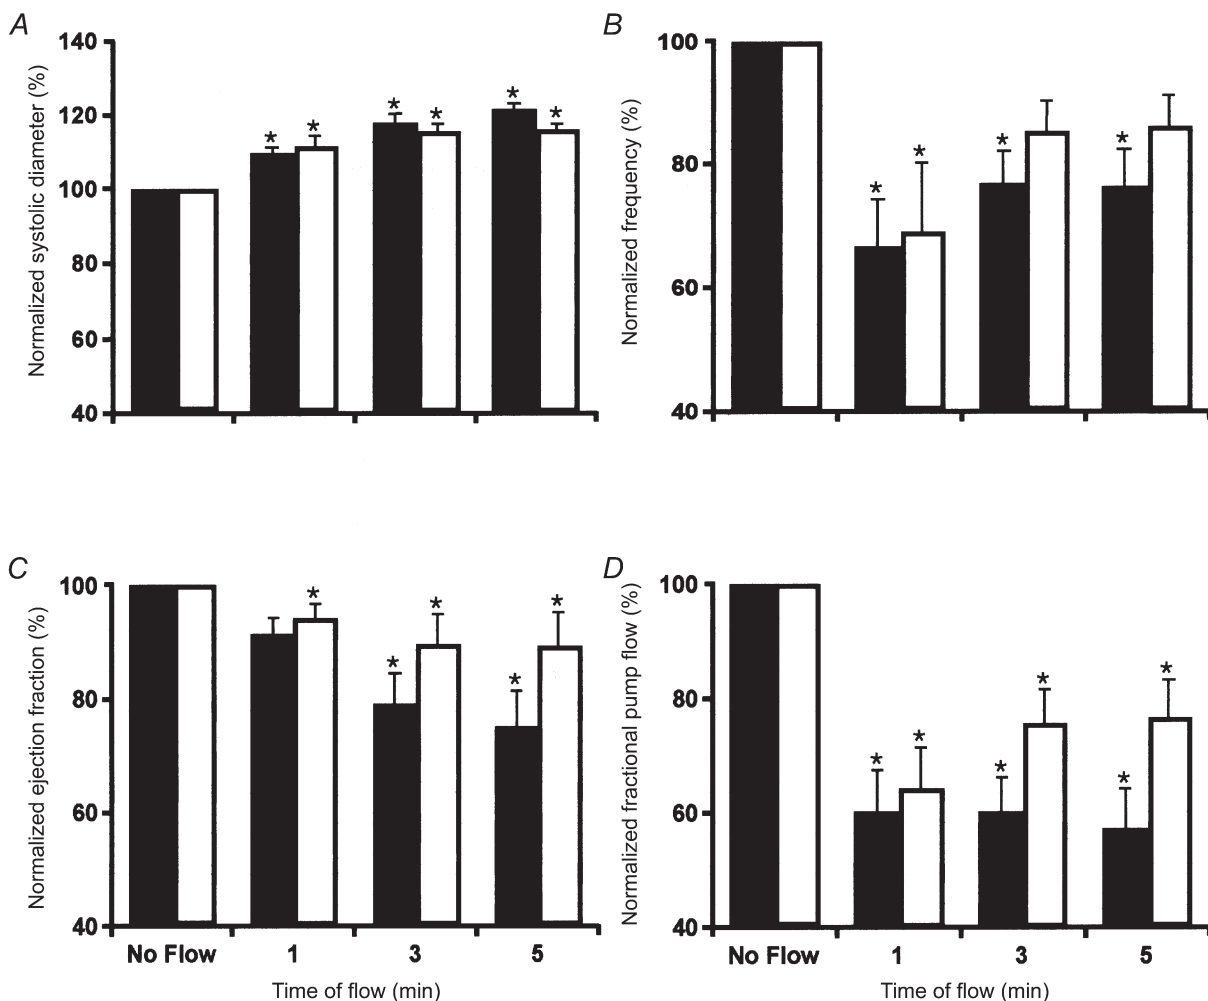 A
Normalized systolic diameter (%)
140
120
100
80
60
40
* * * * * *
B
Normalized frequency (%)
100
80
60
40
* * * *
C
Normalized ejection fraction (%)
100
80
60
40
* * * * *
No Flow 1 3 5
Time of flow (min)
D
Normalized fractional pump flow (%)
100
80
60
40
* * * * * *
No Flow 1 3 5
Time of flow (min)